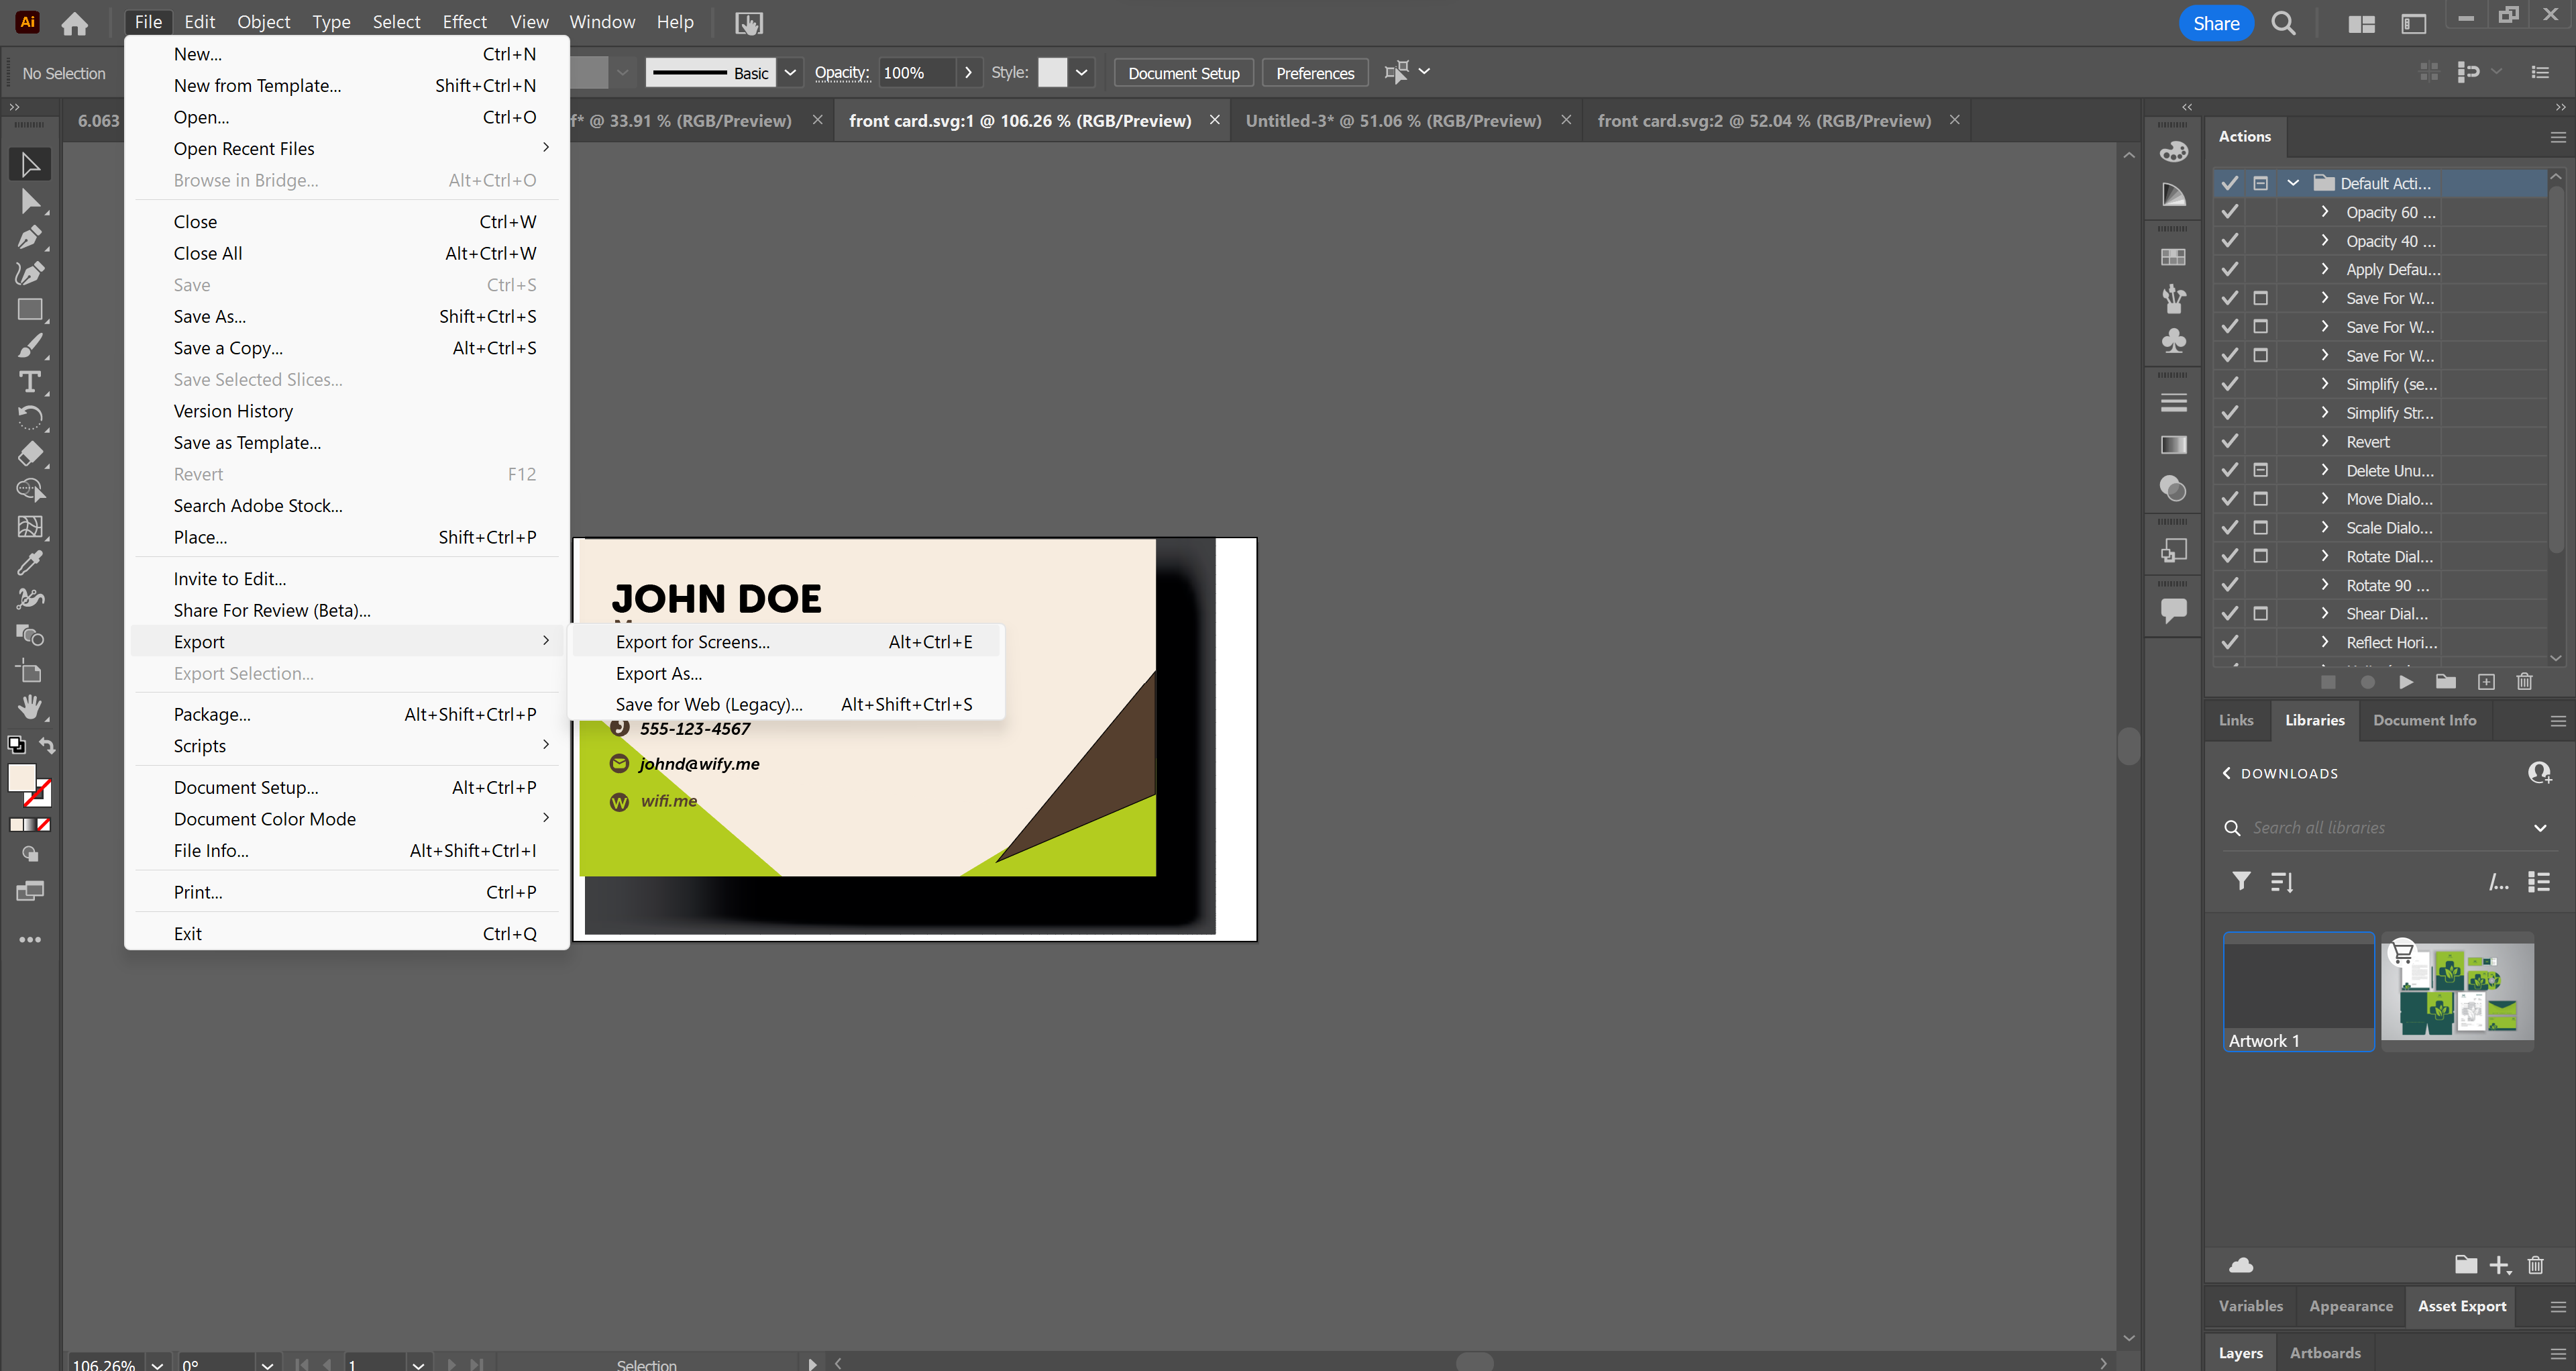 Ai File Edit Object Type Select Effect View Window Help Share
No Selection Basic Opacity: 100% Style: Document Setup Preferences
6.063 f* @ 33.91 % (RGB/Preview) × front card.svg:1 @ 106.26 % (RGB/Preview) × Untitled-3* @ 51.06 % (RGB/Preview) × front card.svg:2 @ 52.04 % (RGB/Preview) ×
New... Ctrl+N
New from Template... Shift+Ctrl+N
Open... Ctrl+O
Open Recent Files
Browse in Bridge... Alt+Ctrl+O
Close Ctrl+W
Close All Alt+Ctrl+W
Save Ctrl+S
Save As... Shift+Ctrl+S
Save a Copy... Alt+Ctrl+S
Save Selected Slices...
Version History
Save as Template...
Revert F12
Search Adobe Stock...
Place... Shift+Ctrl+P
Invite to Edit...
Share For Review (Beta)...
Export
Export Selection...
Package... Alt+Shift+Ctrl+P
Scripts
Document Setup... Alt+Ctrl+P
Document Color Mode
File Info... Alt+Shift+Ctrl+I
Print... Ctrl+P
Exit Ctrl+Q
Export for Screens... Alt+Ctrl+E
Export As...
Save for Web (Legacy)... Alt+Shift+Ctrl+S
JOHN DOE
555-123-4567
johnd@wify.me
W wifi.me
Actions
Default Acti...
Opacity 60 ...
Opacity 40 ...
Apply Defau...
Save For W...
Save For W...
Save For W...
Simplify (se...
Simplify Str...
Revert
Delete Unu...
Move Dialo...
Scale Dialo...
Rotate Dial...
Rotate 90 ...
Shear Dial...
Reflect Hori...
Links Libraries Document Info
DOWNLOADS
Search all libraries
/...
Artwork 1
Variables Appearance Asset Export
Layers Artboards
106.26% 0° 1 Selection